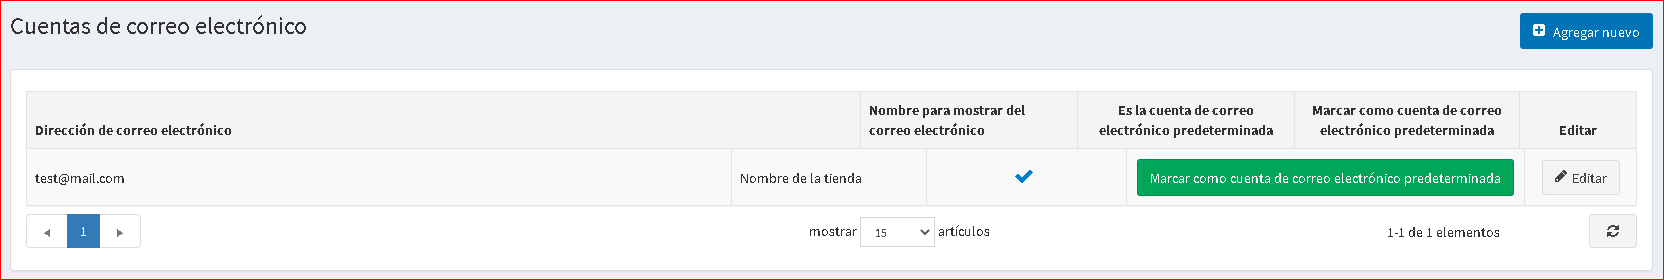 Cuentas de correo electrónico
Agregar nuevo
Dirección de correo electrónico
Nombre para mostrar del
correo electrónico
Es la cuenta de correo
electrónico predeterminada
Marcar como cuenta de correo
electrónico predeterminada
Editar
test@mail.com
Nombre de la tienda
Marcar como cuenta de correo electrónico predeterminada
Editar
1
mostrar 15 artículos
1-1 de 1 elementos